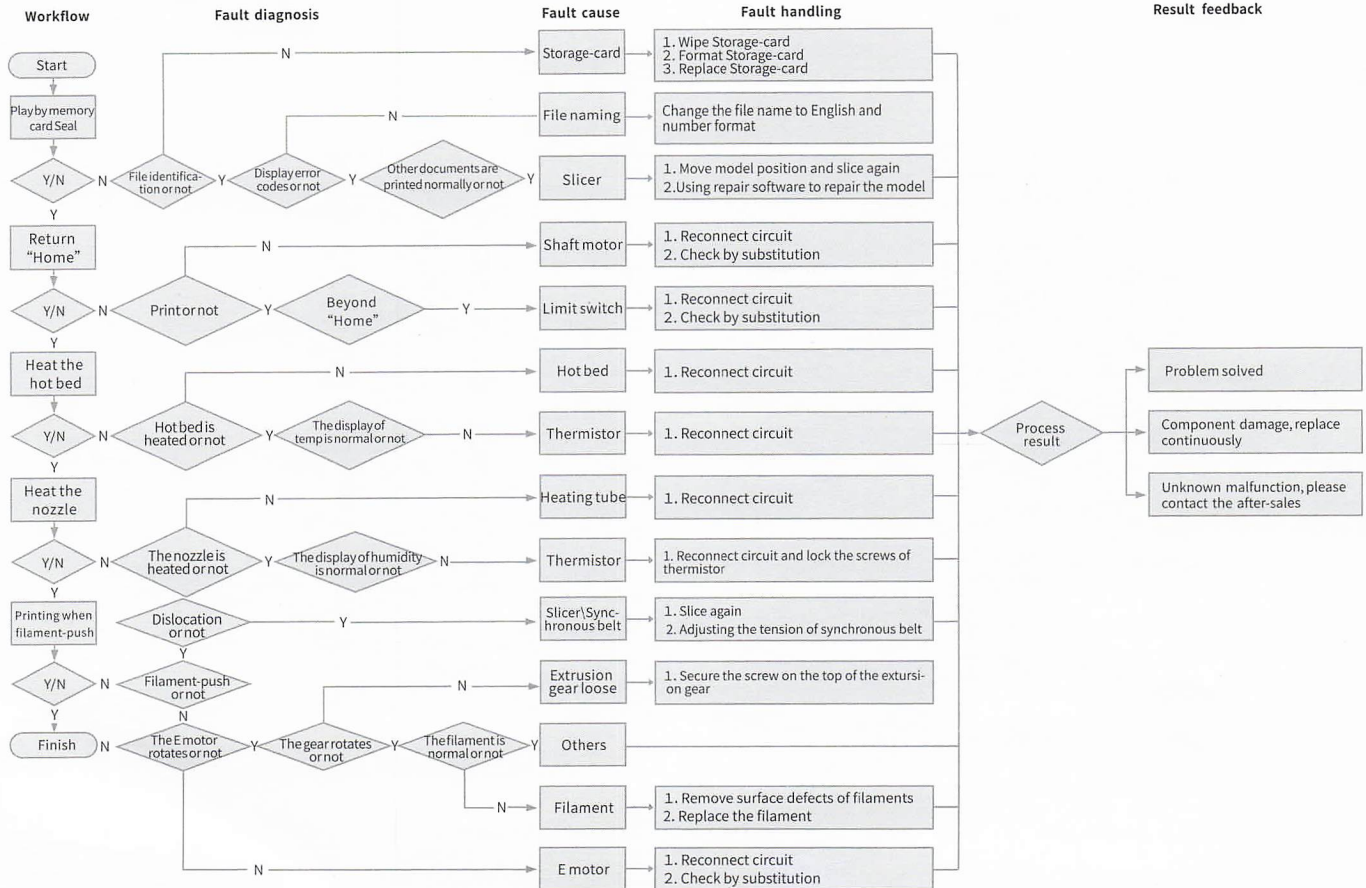 Workflow
Fault diagnosis
Fault cause
Fault handling
Result feedback
Start
N
Storage-card
1. Wipe Storage-card
2. Format Storage-card
3. Replace Storage-card
Play by memory
card Seal
N
File naming
Change the file name to English and
number format
Y/N
N
File identifica-
tion or not
Y
Display error
codes or not
Y
Other documents are
printed normally or not
Y
Slicer
1. Move model position and slice again
2.Using repair software to repair the model
Y
Return
“Home”
N
Shaft motor
1. Reconnect circuit
2. Check by substitution
Y/N
N
Print or not
Y
Beyond
“Home”
Y
Limit switch
1. Reconnect circuit
2. Check by substitution
Y
Heat the
hot bed
N
Hot bed
1. Reconnect circuit
Y/N
N
Hot bed is
heated or not
Y
The display of
temp is normal or not
N
Thermistor
1. Reconnect circuit
Process
result
Problem solved
Component damage, replace
continuously
Unknown malfunction, please
contact the after-sales
Y
Heat the
nozzle
N
Heating tube
1. Reconnect circuit
Y/N
N
The nozzle is
heated or not
Y
The display of humidity
is normal or not
N
Thermistor
1. Reconnect circuit and lock the screws of
thermistor
Y
Printing when
filament-push
Dislocation
or not
Y
Slicer\Sync-
hronous belt
1. Slice again
2. Adjusting the tension of synchronous belt
Y
Y/N
N
Filament-push
or not
N
Extrusion
gear loose
1. Secure the screw on the top of the extursi-
on gear
Y
N
Finish
N
The E motor
rotates or not
Y
The gear rotates
or not
Y
The filament is
normal or not
Y
Others
N
Filament
1. Remove surface defects of filaments
2. Replace the filament
N
E motor
1. Reconnect circuit
2. Check by substitution